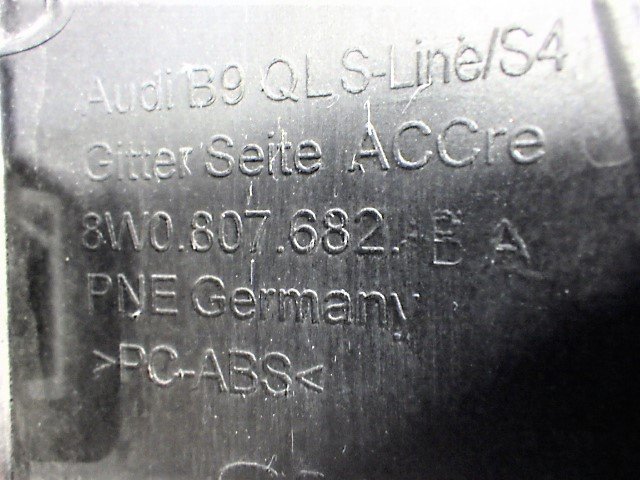 Audi B9 QL S-Line/S4
Gitter Seite ACCre
8W0.807.682. B A
PNE Germany
>PC-ABS<